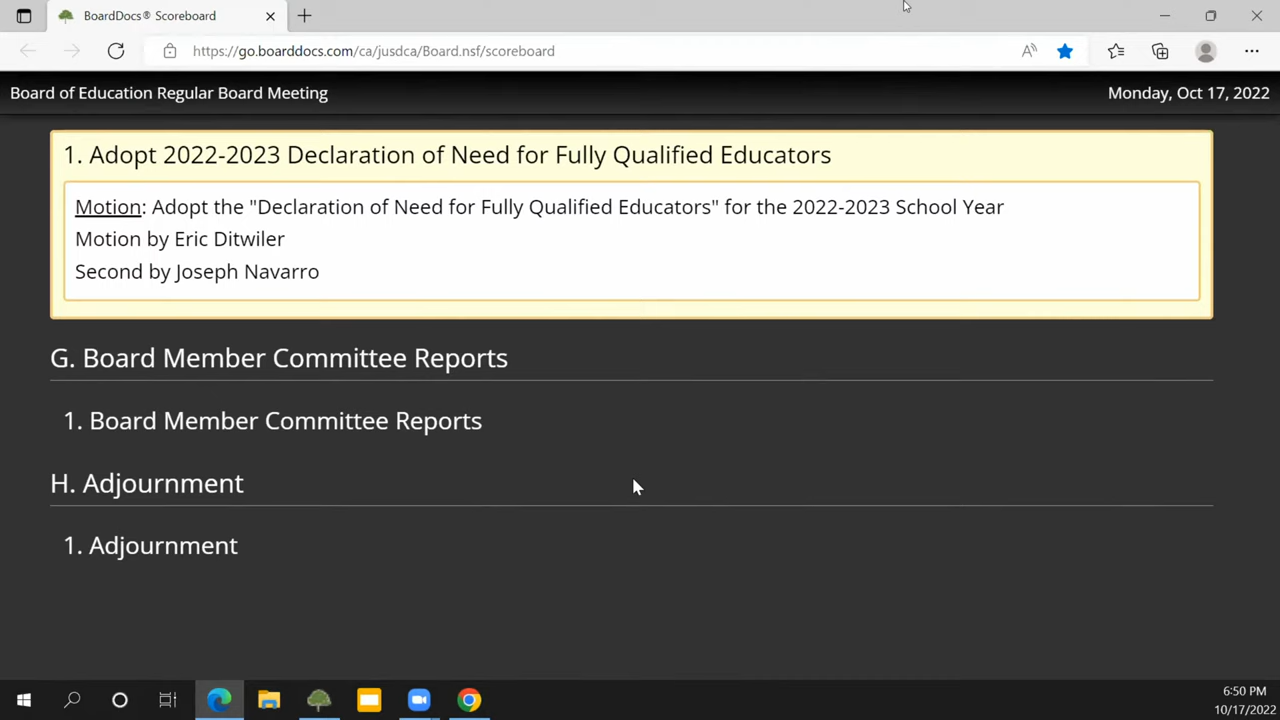 BoardDocs® Scoreboard
https://go.boarddocs.com/ca/jusdca/Board.nsf/scoreboard
Board of Education Regular Board Meeting
Monday, Oct 17, 2022
1. Adopt 2022-2023 Declaration of Need for Fully Qualified Educators
Motion: Adopt the "Declaration of Need for Fully Qualified Educators" for the 2022-2023 School Year
Motion by Eric Ditwiler
Second by Joseph Navarro
G. Board Member Committee Reports
1. Board Member Committee Reports
H. Adjournment
1. Adjournment
6:50 PM
10/17/2022